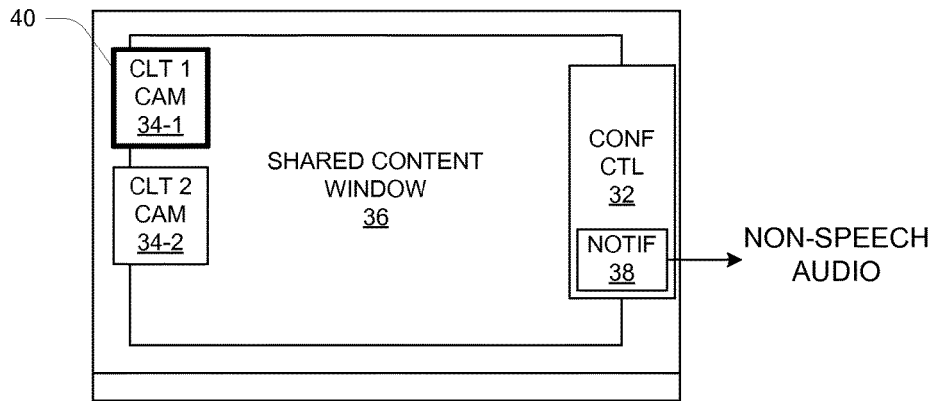 40
CLT 1
CAM
34-1
CLT 2
CAM
34-2
SHARED CONTENT
WINDOW
36
CONF
CTL
32
NOTIF
38
NON-SPEECH
AUDIO